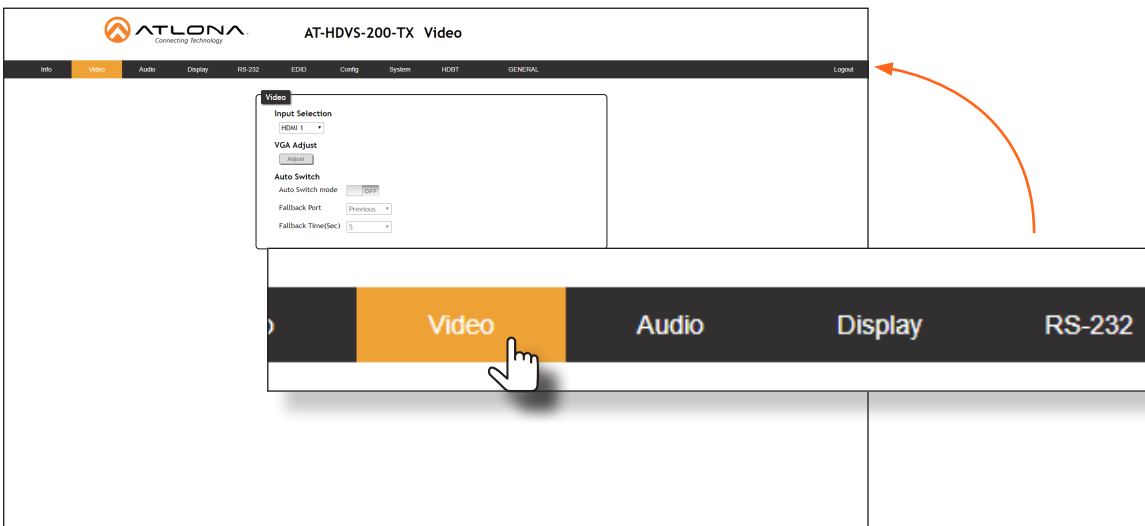 ATLONA.
Connecting Technology
AT-HDVS-200-TX Video
Info Video Audio Display RS-232 EDID Config System HDBT GENERAL Logout
Video
Input Selection
HDMI 1
VGA Adjust
Adjust
Auto Switch
Auto Switch mode OFF
Fallback Port Previous
Fallback Time(Sec) 5
Video Audio Display RS-232